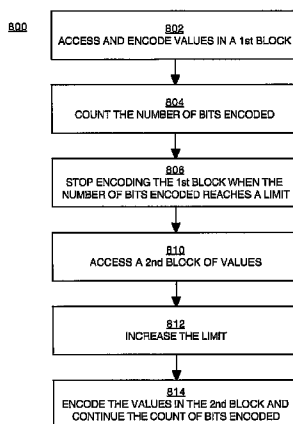 800
802
ACCESS AND ENCODE VALUES IN A 1st BLOCK
804
COUNT THE NUMBER OF BITS ENCODED
806
STOP ENCODING THE 1st BLOCK WHEN THE
NUMBER OF BITS ENCODED REACHES A LIMIT
810
ACCESS A 2nd BLOCK OF VALUES
812
INCREASE THE LIMIT
814
ENCODE THE VALUES IN THE 2nd BLOCK AND
CONTINUE THE COUNT OF BITS ENCODED